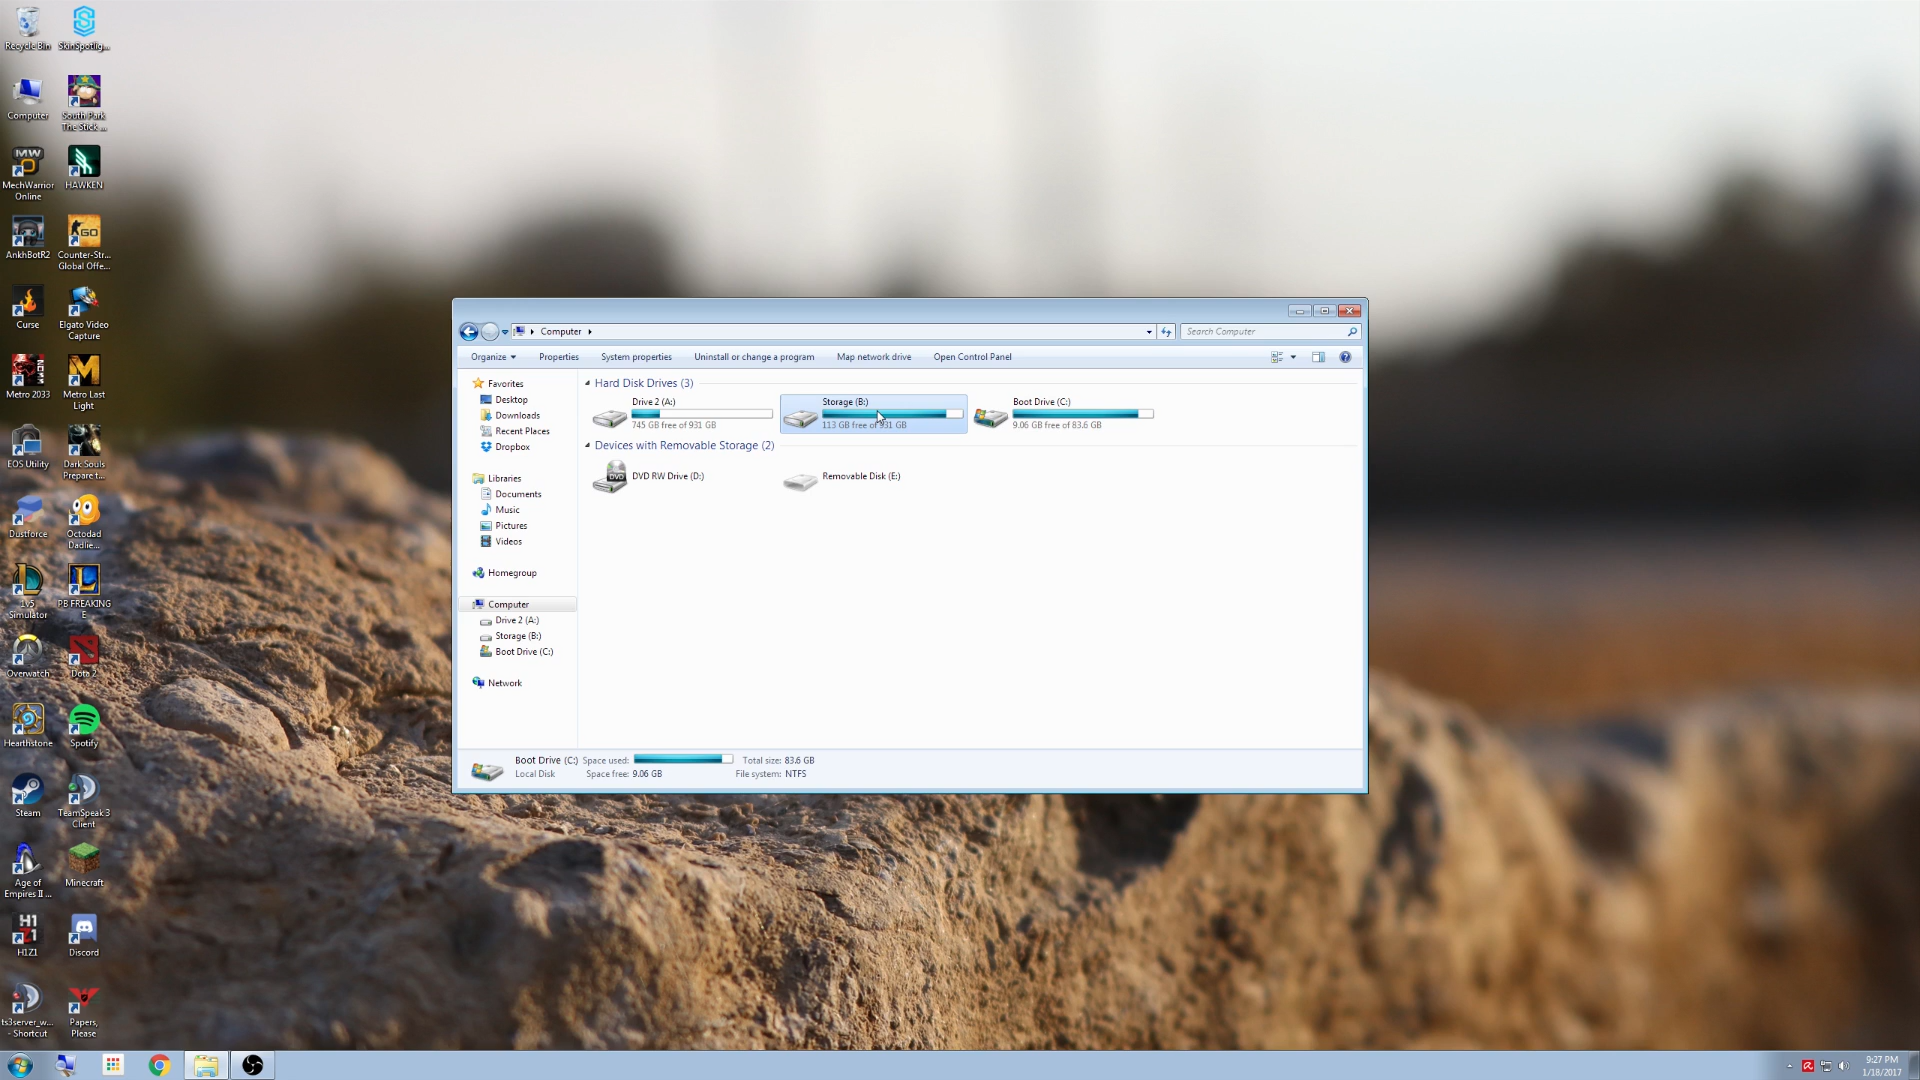 Recycle Bin
SkinSpotlig...
Computer
South Park
The Stick ...
MechWarrior
Online
HAWKEN
AnkhBotR2
Counter-Str...
Global Offe...
Curse
Elgato Video
Capture
Metro 2033
Metro Last
Light
EOS Utility
Dark Souls
Prepare t...
Dustforce
Octodad
Dadlie...
1v5
Simulator
PB FREAKING
E
Overwatch
Dota 2
Hearthstone
Spotify
Steam
TeamSpeak 3
Client
Age of
Empires II ...
Minecraft
H1Z1
Discord
ts3server_w...
- Shortcut
Papers,
Please
Computer
Search Computer
Organize
Properties
System properties
Uninstall or change a program
Map network drive
Open Control Panel
Favorites
Desktop
Downloads
Recent Places
Dropbox
Libraries
Documents
Music
Pictures
Videos
Homegroup
Computer
Drive 2 (A:)
Storage (B:)
Boot Drive (C:)
Network
Hard Disk Drives (3)
Drive 2 (A:)
745 GB free of 931 GB
Storage (B:)
113 GB free of 931 GB
Boot Drive (C:)
9.06 GB free of 83.6 GB
Devices with Removable Storage (2)
DVD RW Drive (D:)
Removable Disk (E:)
Boot Drive (C:) Space used: Total size: 83.6 GB
Local Disk Space free: 9.06 GB File system: NTFS
9:27 PM
1/18/2017